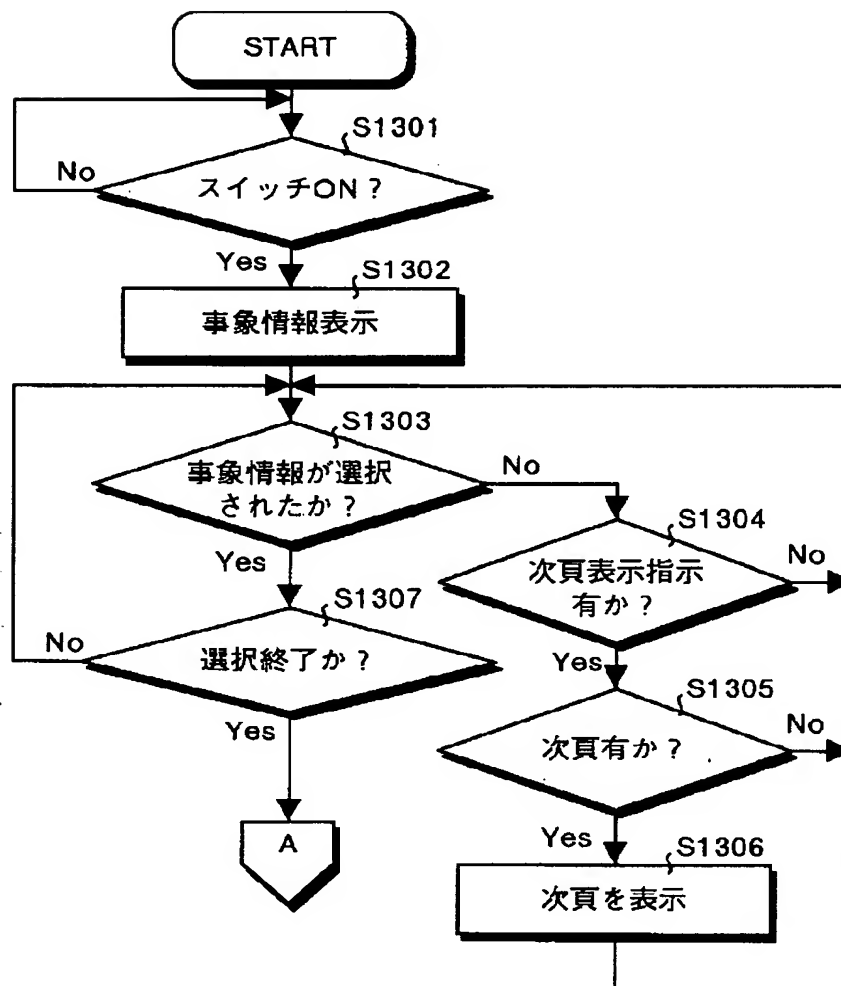 START
S1301
No
スイッチON？
Yes
S1302
事象情報表示
S1303
事象情報が選択
されたか？
No
Yes
S1304
次頁表示指示
有か？
No
S1307
No
選択終了か？
Yes
Yes
S1305
次頁有か？
No
A
Yes
S1306
次頁を表示